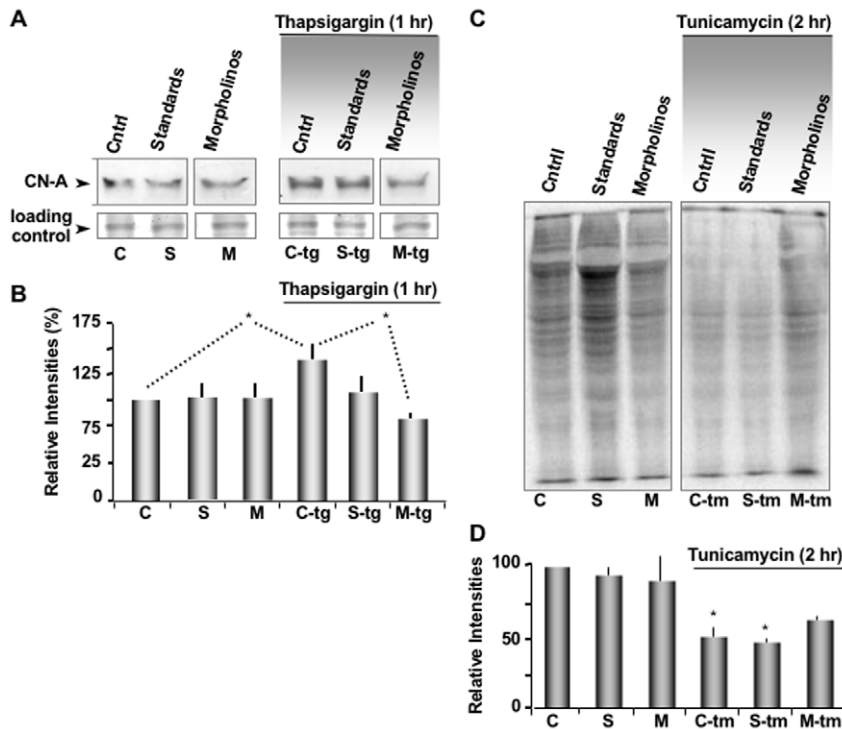 A
Thapsigargin (1 hr)
Cntrl
Standards
Morpholinos
Cntrl
Standards
Morpholinos
CN-A
loading
control
C S M C-tg S-tg M-tg
B
Thapsigargin (1 hr)
Relative Intensities (%)
175
125
75
25
0
* *
C S M C-tg S-tg M-tg
C
Tunicamycin (2 hr)
Cntrll
Standards
Morpholinos
Cntrll
Standards
Morpholinos
C S M C-tm S-tm M-tm
D
Tunicamycin (2 hr)
Relative Intensities
100
50
0
* *
C S M C-tm S-tm M-tm